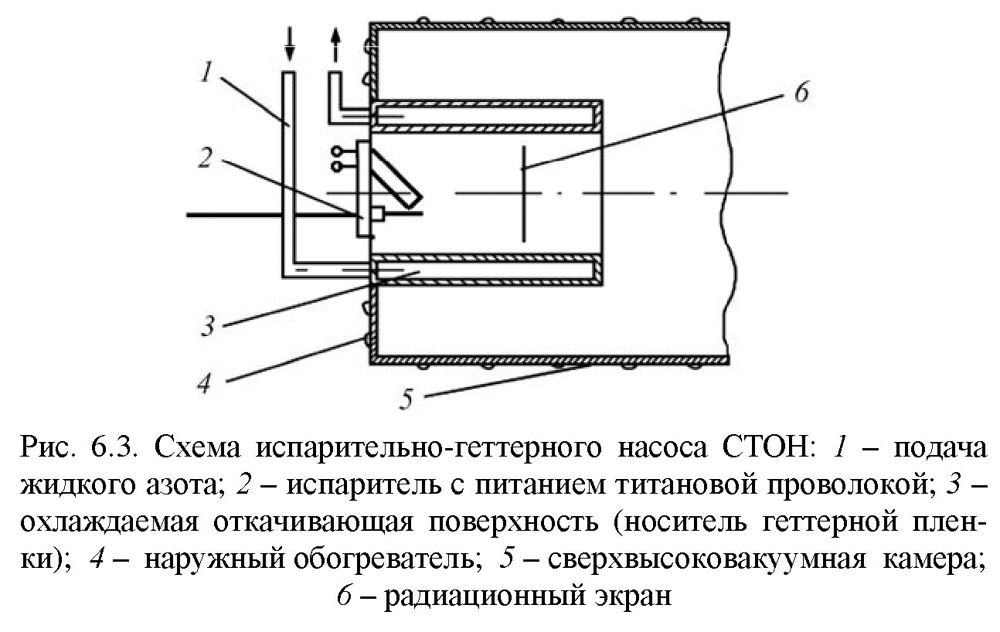 1
6
2
3
4
5
Рис. 6.3. Схема испарительно-геттерного насоса СТОН: 1 – подача
жидкого азота; 2 – испаритель с питанием титановой проволокой; 3 –
охлаждаемая откачивающая поверхность (носитель геттерной плен-
ки); 4 – наружный обогреватель; 5 – сверхвысоковакуумная камера;
6 – радиационный экран